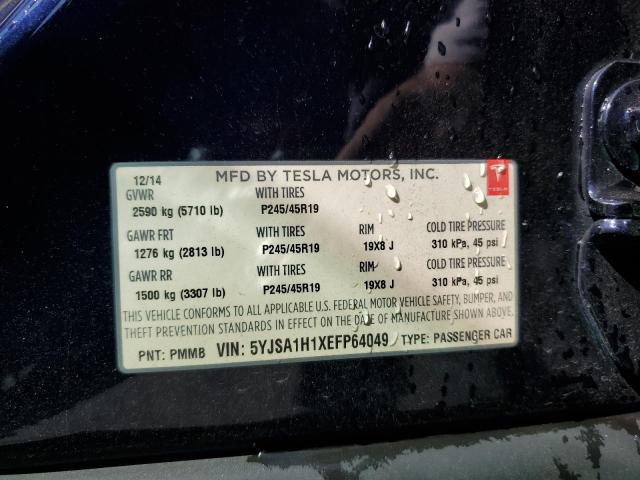 12/14 MFD BY TESLA MOTORS, INC.
GVWR WITH TIRES
2590 kg (5710 lb) P245/45R19
GAWR FRT WITH TIRES RIM COLD TIRE PRESSURE
1276 kg (2813 lb) P245/45R19 19X8 J 310 kPa, 45 psi
GAWR RR WITH TIRES RIM COLD TIRE PRESSURE
1500 kg (3307 lb) P245/45R19 19X8 J 310 kPa, 45 psi
THIS VEHICLE CONFORMS TO ALL APPLICABLE U.S. FEDERAL MOTOR VEHICLE SAFETY, BUMPER, AND
THEFT PREVENTION STANDARDS IN EFFECT ON THE DATE OF MANUFACTURE SHOWN ABOVE.
PNT: PMMB VIN: 5YJSA1H1XEFP64049 TYPE: PASSENGER CAR
TESLA